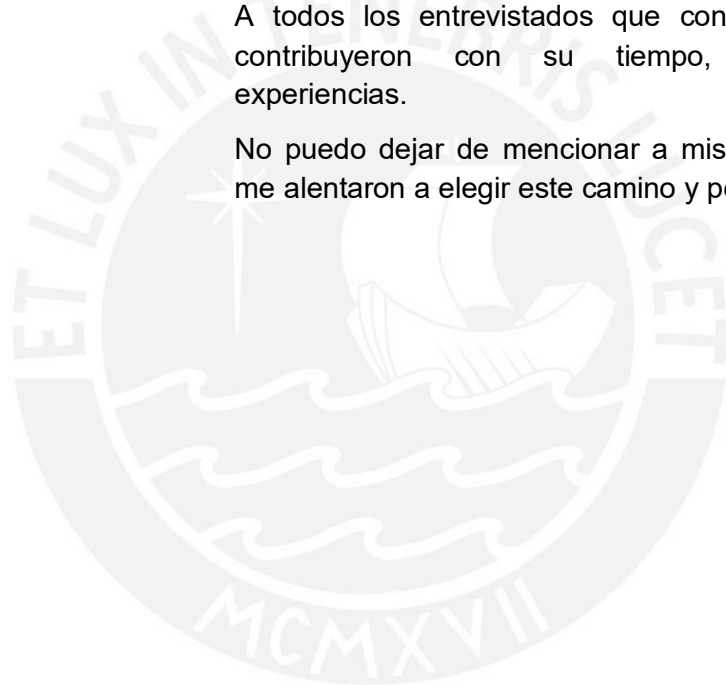 A todos los entrevistados que con
contribuyeron con su tiempo,
experiencias.
No puedo dejar de mencionar a mis
me alentaron a elegir este camino y p
ET LUX IN TENEBRIS LUCET
MCMXVII